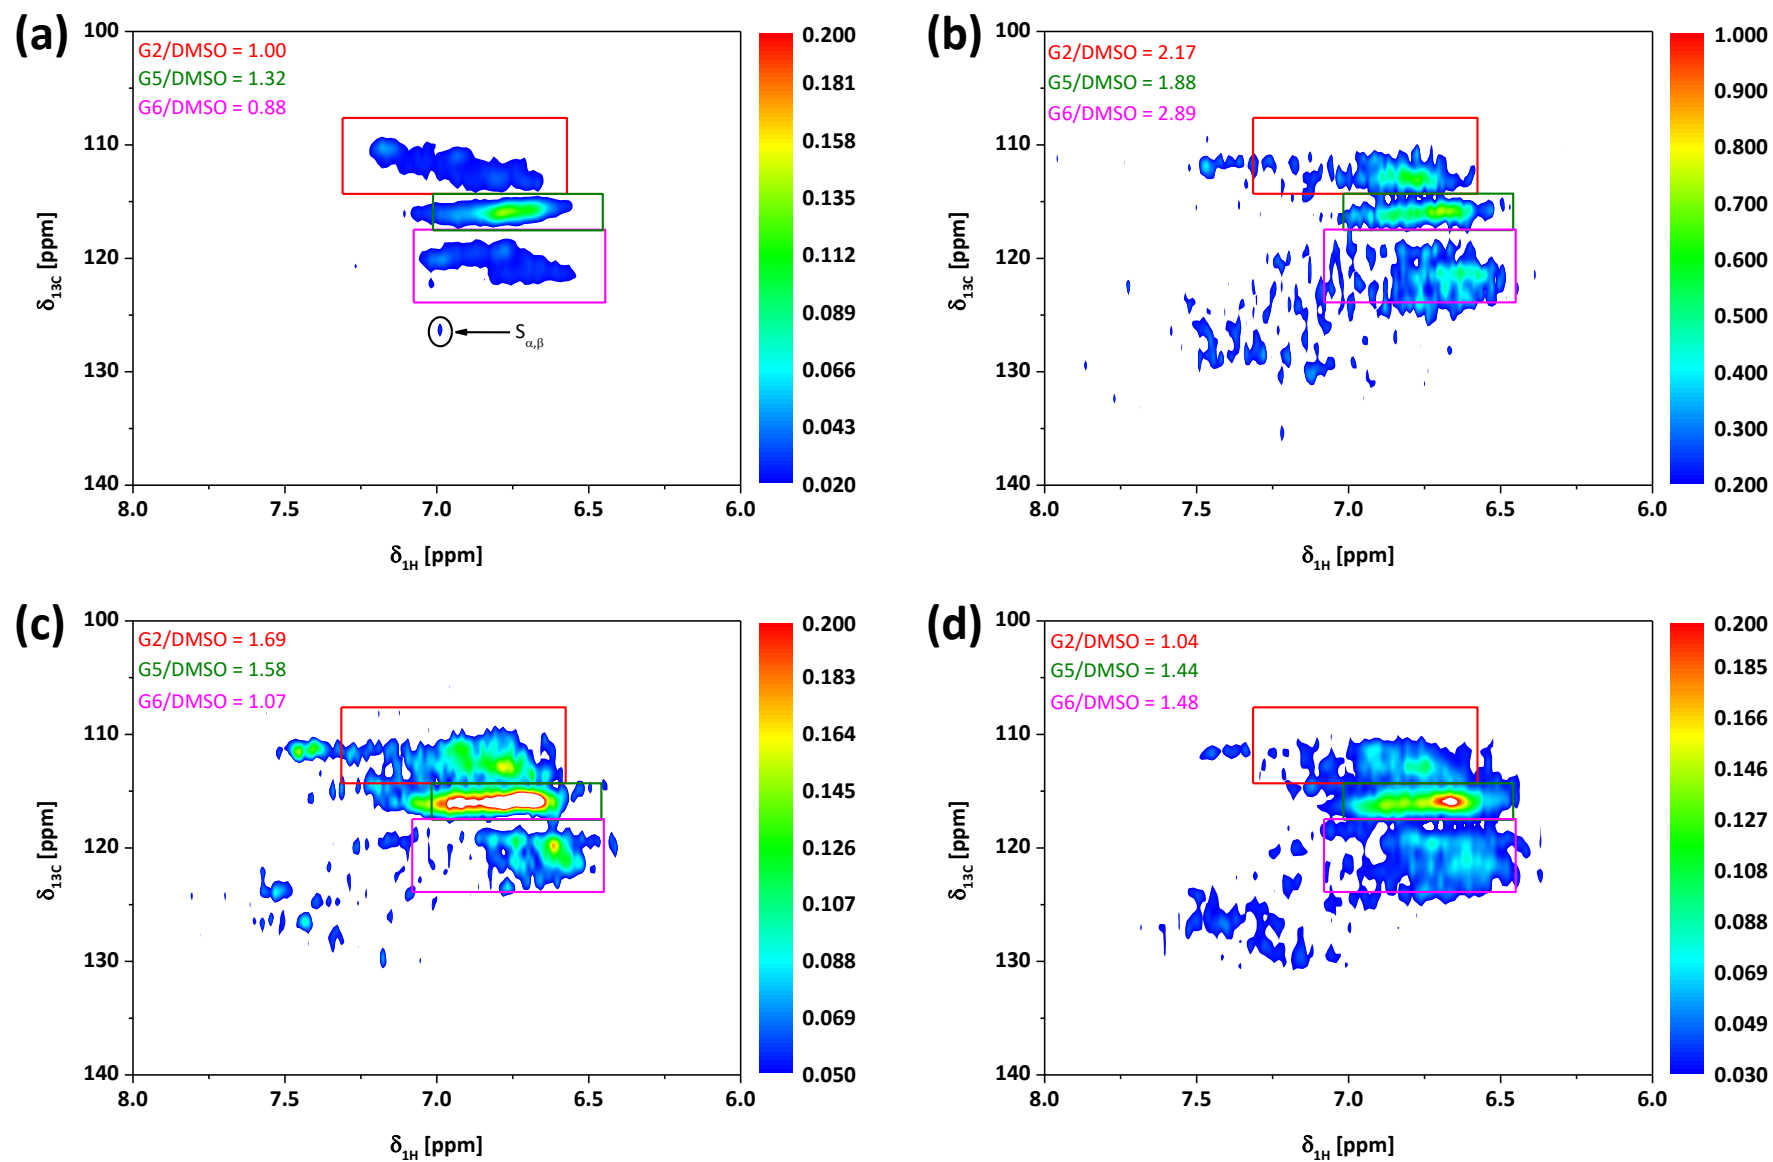 (a)
G2/DMSO = 1.00
G5/DMSO = 1.32
G6/DMSO = 0.88
100
110
120
130
140
δ13C [ppm]
8.0 7.5 7.0 6.5 6.0
δ1H [ppm]
Sα,β
0.200
0.181
0.158
0.135
0.112
0.089
0.066
0.043
0.020
(b)
G2/DMSO = 2.17
G5/DMSO = 1.88
G6/DMSO = 2.89
100
110
120
130
140
δ13C [ppm]
8.0 7.5 7.0 6.5 6.0
δ1H [ppm]
1.000
0.900
0.800
0.700
0.600
0.500
0.400
0.300
0.200
(c)
G2/DMSO = 1.69
G5/DMSO = 1.58
G6/DMSO = 1.07
100
110
120
130
140
δ13C [ppm]
8.0 7.5 7.0 6.5 6.0
δ1H [ppm]
0.200
0.183
0.164
0.145
0.126
0.107
0.088
0.069
0.050
(d)
G2/DMSO = 1.04
G5/DMSO = 1.44
G6/DMSO = 1.48
100
110
120
130
140
δ13C [ppm]
8.0 7.5 7.0 6.5 6.0
δ1H [ppm]
0.200
0.185
0.166
0.146
0.127
0.108
0.088
0.069
0.049
0.030